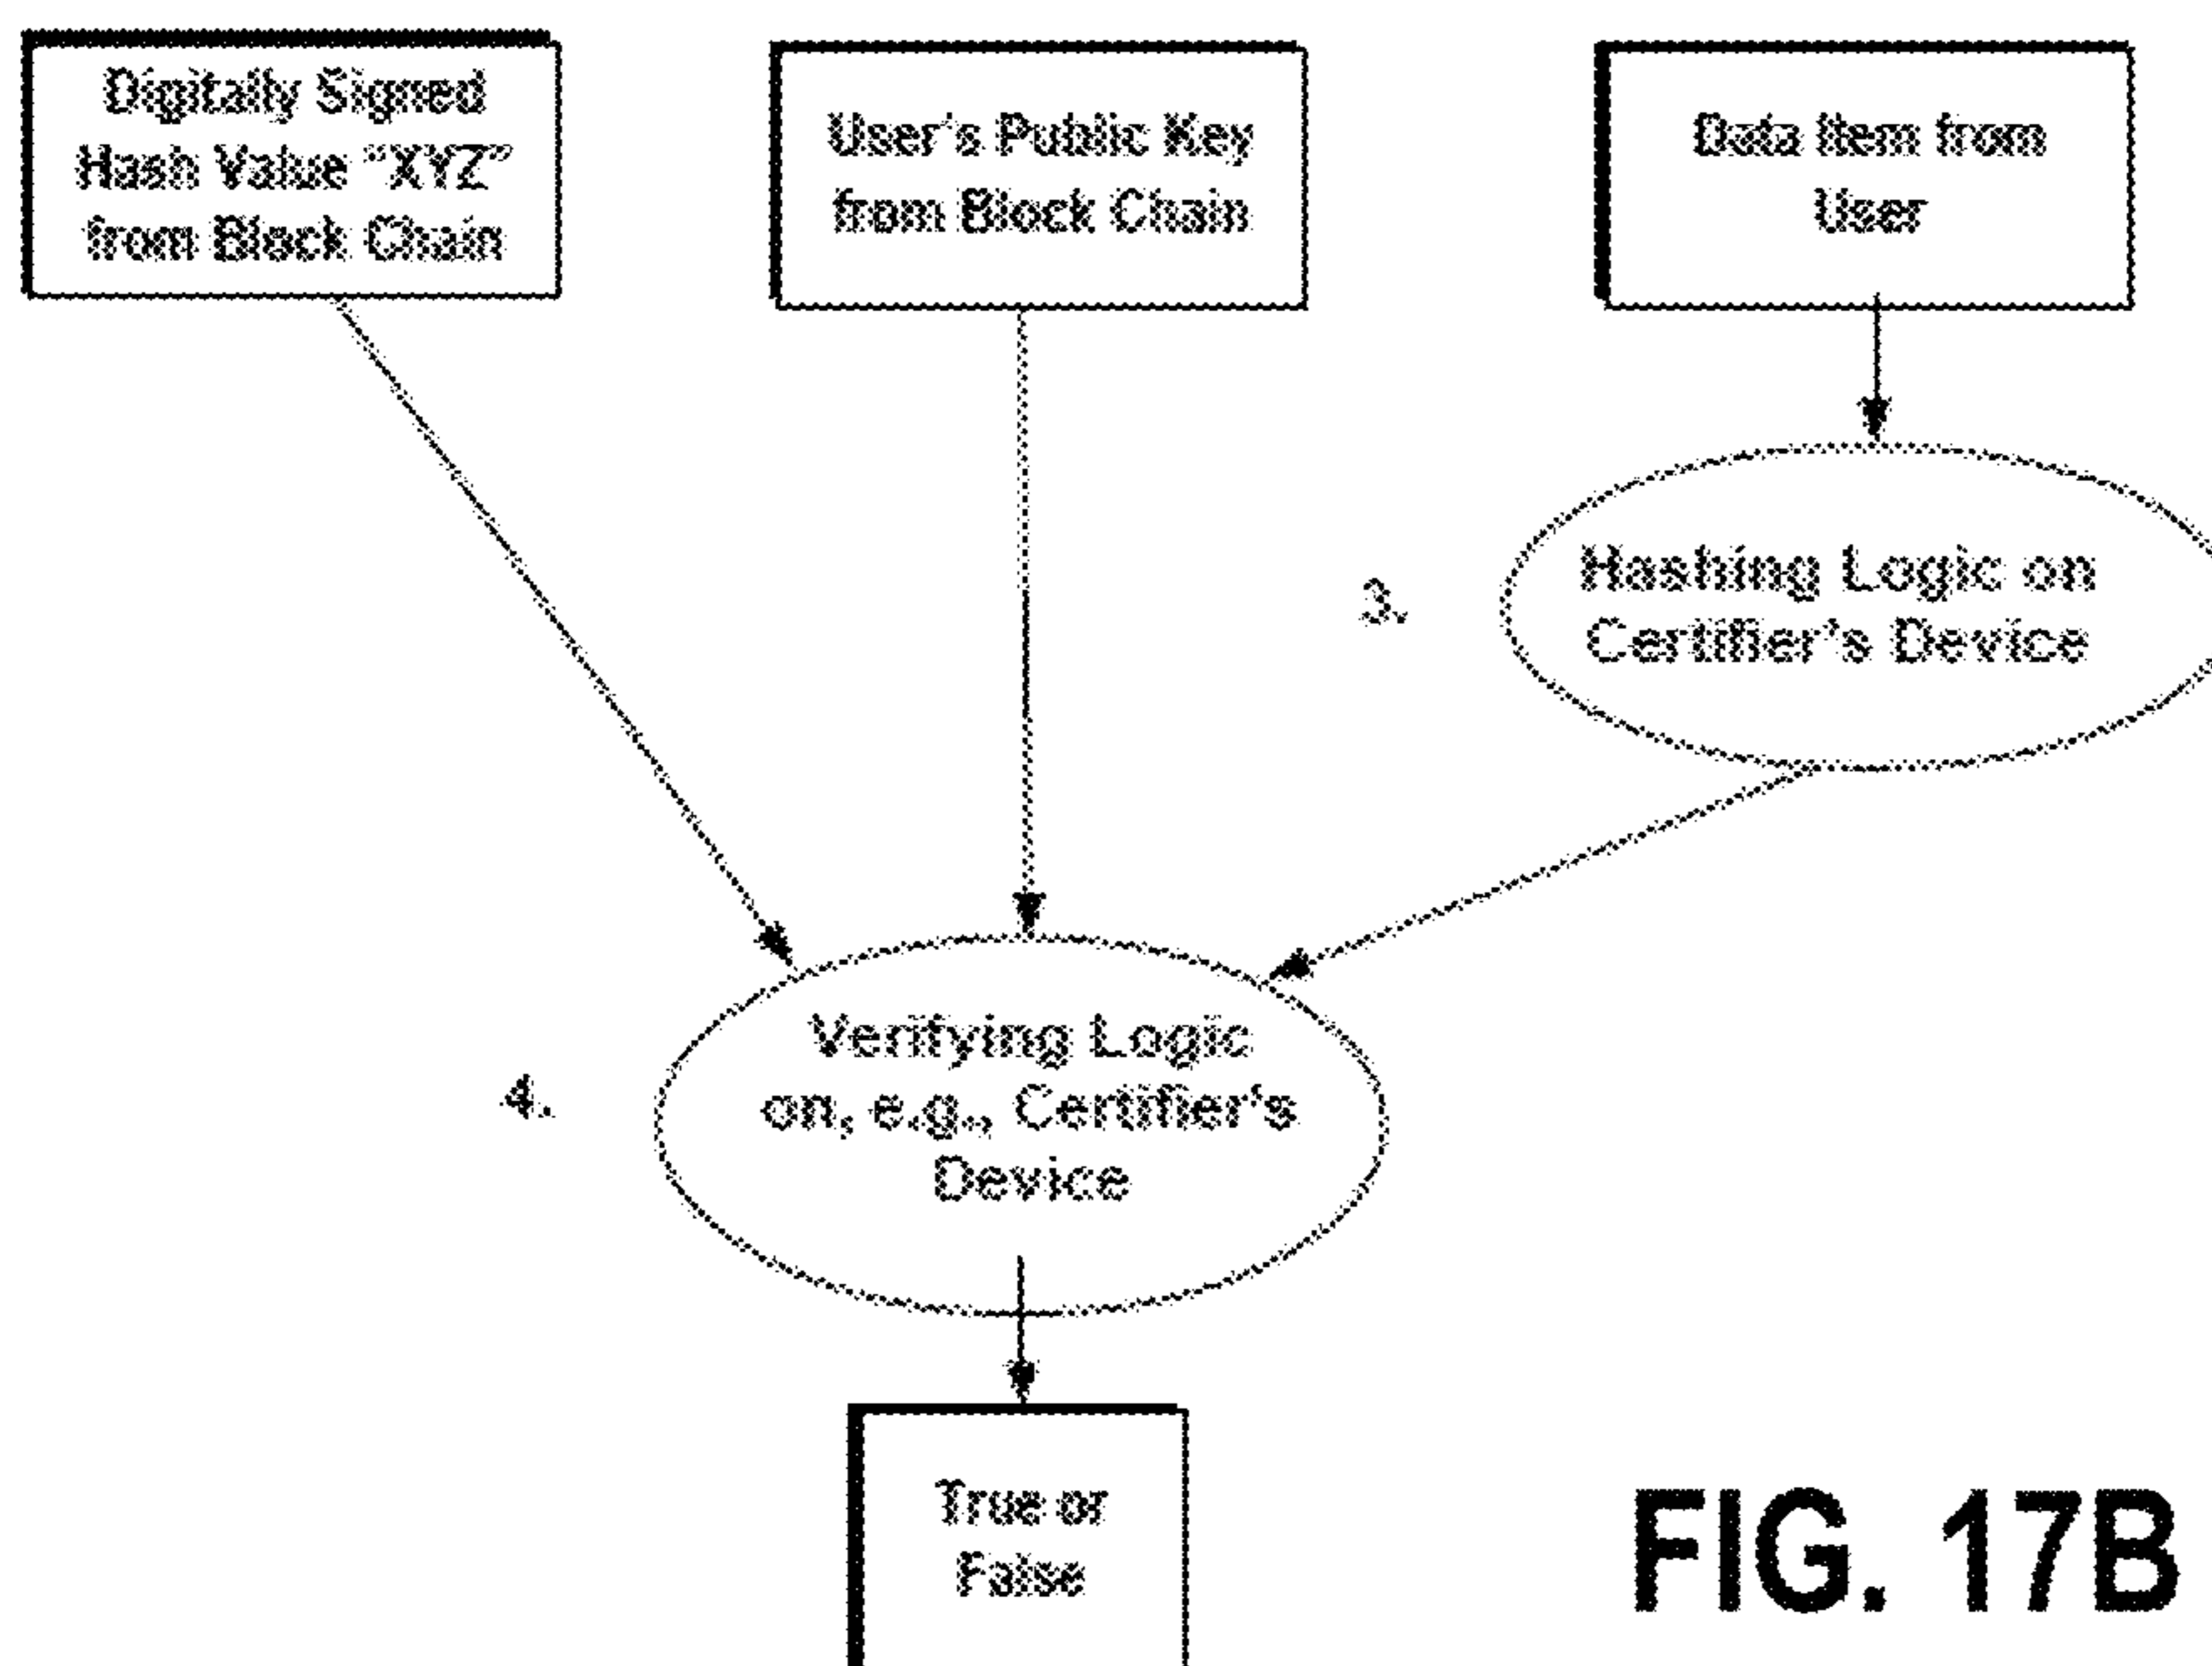 Digitally Signed
Hash Value "XYZ"
from Block Chain
User's Public Key
from Block Chain
Data Item from
User
3.
Hashing Logic on
Certifier's Device
4.
Verifying Logic
on, e.g., Certifier's
Device
True or
False
FIG. 17B